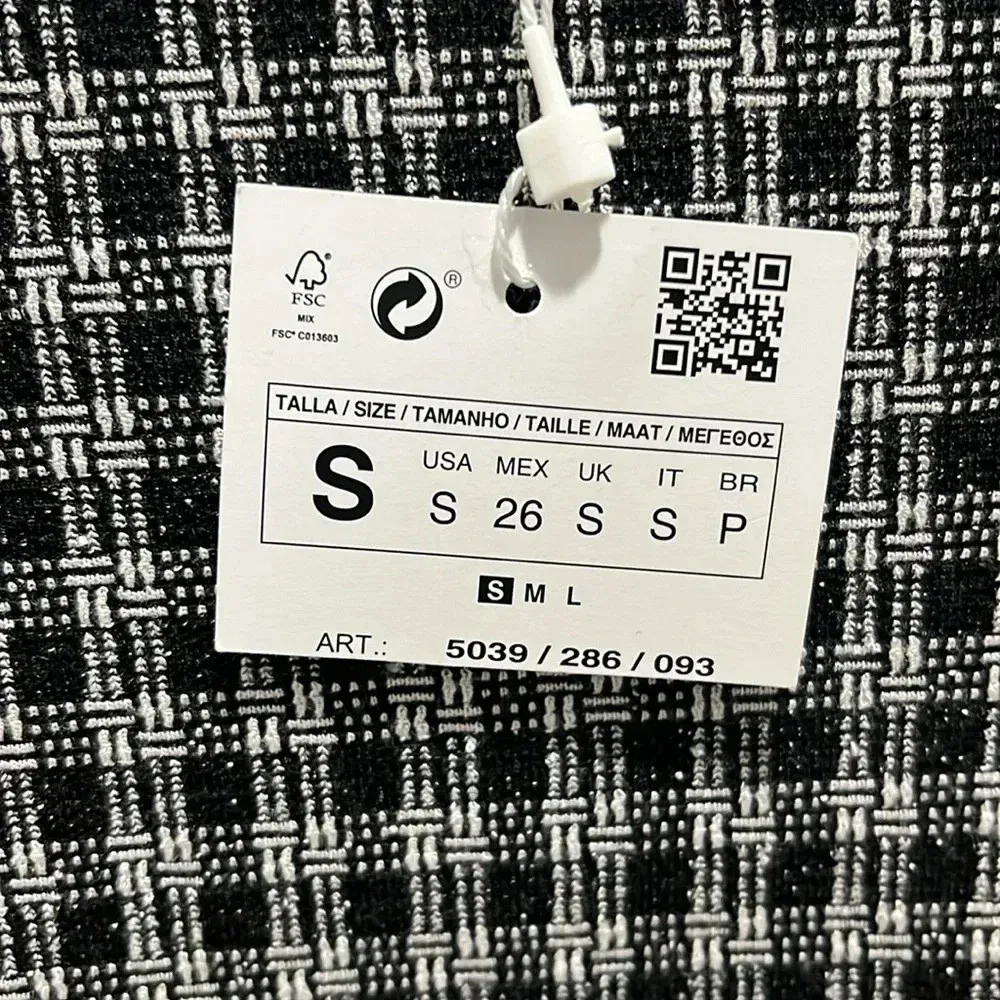 FSC
MIX
FSC® C013603
®
TALLA / SIZE / TAMANHO / TAILLE / MAAT / ΜΕΓΕΘΟΣ
S
USA MEX UK IT BR
S 26 S S P
S M L
ART.: 5039 / 286 / 093